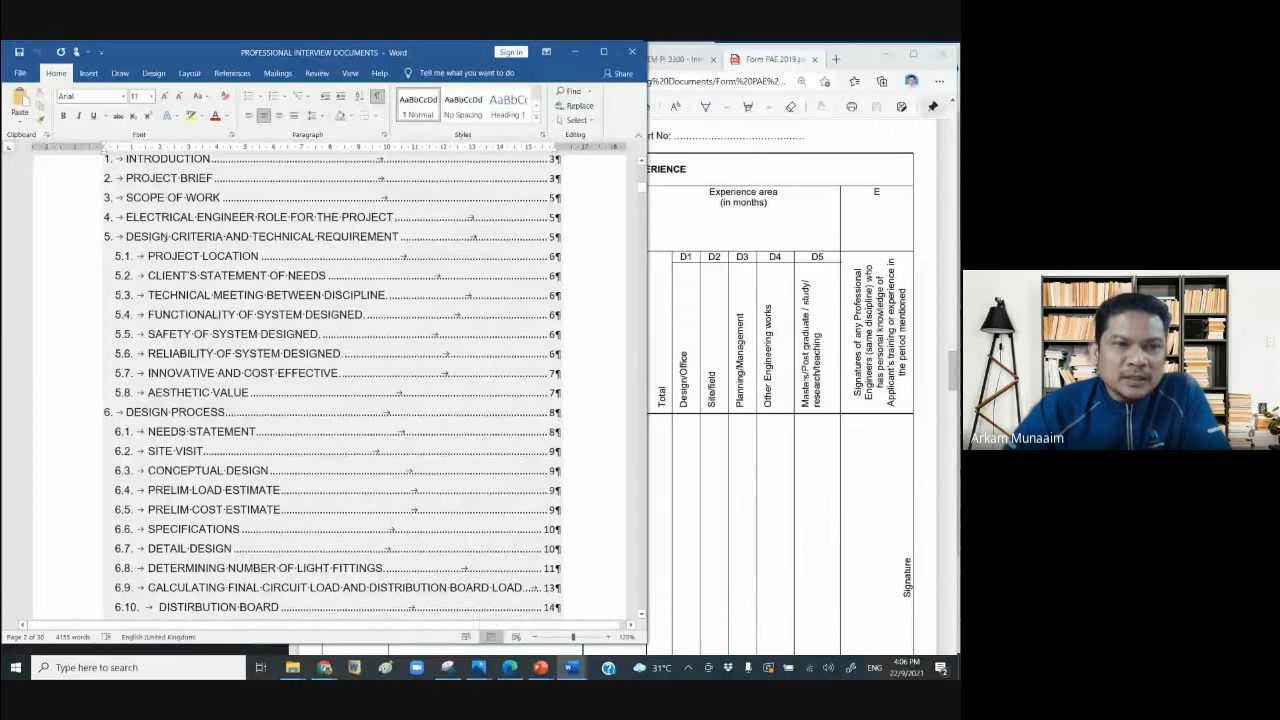 PROFESSIONAL INTERVIEW DOCUMENTS - Word
Sign in
File Home Insert Draw Design Layout References Mailings Review View Help Tell me what you want to do Share
Paste
Arial 11
Find
Replace
Select
AaBbCcDd AaBbCcDd AaBbCc
¶ Normal No Spacing Heading 1
Clipboard Font Paragraph Styles Editing
1. → INTRODUCTION 3¶
2. → PROJECT BRIEF 3¶
3. → SCOPE OF WORK 5¶
4. → ELECTRICAL ENGINEER ROLE FOR THE PROJECT 5¶
5. → DESIGN CRITERIA AND TECHNICAL REQUIREMENT 5¶
5.1. → PROJECT LOCATION 6¶
5.2. → CLIENT'S STATEMENT OF NEEDS 6¶
5.3. → TECHNICAL MEETING BETWEEN DISCIPLINE. 6¶
5.4. → FUNCTIONALITY OF SYSTEM DESIGNED. 6¶
5.5. → SAFETY OF SYSTEM DESIGNED. 6¶
5.6. → RELIABILITY OF SYSTEM DESIGNED. 6¶
5.7. → INNOVATIVE AND COST EFFECTIVE 7¶
5.8. → AESTHETIC VALUE 7¶
6. → DESIGN PROCESS 8¶
6.1. → NEEDS STATEMENT 8¶
6.2. → SITE VISIT 9¶
6.3. → CONCEPTUAL DESIGN 9¶
6.4. → PRELIM LOAD ESTIMATE 9¶
6.5. → PRELIM COST ESTIMATE 9¶
6.6. → SPECIFICATIONS 10¶
6.7. → DETAIL DESIGN 10¶
6.8. → DETERMINING NUMBER OF LIGHT FITTINGS. 11¶
6.9. → CALCULATING FINAL CIRCUIT LOAD AND DISTRIBUTION BOARD LOAD 13¶
6.10. → DISTIRBUTION BOARD 14¶
Page 2 of 30 4155 words English (United Kingdom) 120%
EM PI 3300 - Inte
Form PAE 2019.p
g%20Documents/Form%20PAE%2...
rt No: ........................................
ERIENCE
Experience area
(in months)
E
D1 D2 D3 D4 D5
Total
Design/Office
Site/field
Planning/Management
Other Engineering works
Masters/Post graduate / study/
research/teaching
Signatures of any Professional
Engineers (same discipline) who
has personal knowledge of
Applicant's training or experience in
the period mentioned
Signature
Arkam Munaaim
Type here to search
31°C
ENG
4:06 PM
22/9/2021
2